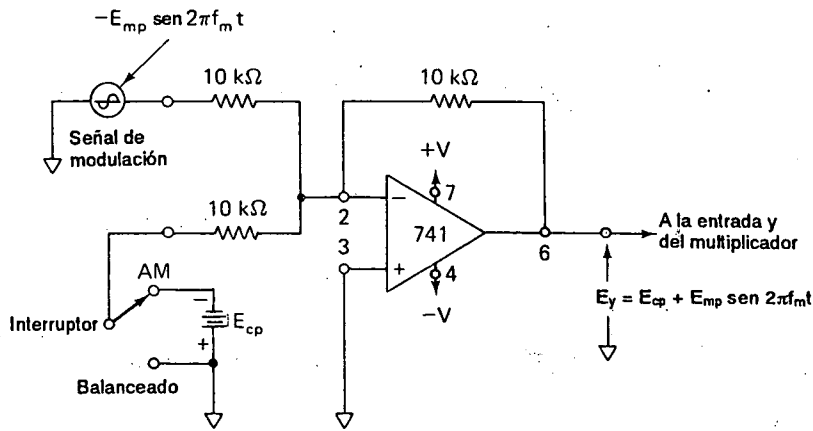 −E_mp sen 2πf_m t
10 kΩ
10 kΩ
Señal de
modulación
+V
7
10 kΩ
2
−
741
6
A la entrada y
del multiplicador
3
+
4
−V
AM
−
Interruptor
E_cp
+
E_y = E_cp + E_mp sen 2πf_m t
Balanceado